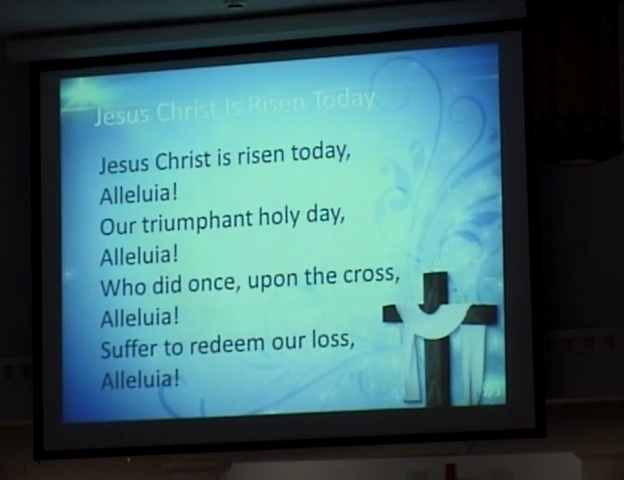 Jesus Christ Is Risen Today
Jesus Christ is risen today,
Alleluia!
Our triumphant holy day,
Alleluia!
Who did once, upon the cross,
Alleluia!
Suffer to redeem our loss,
Alleluia!